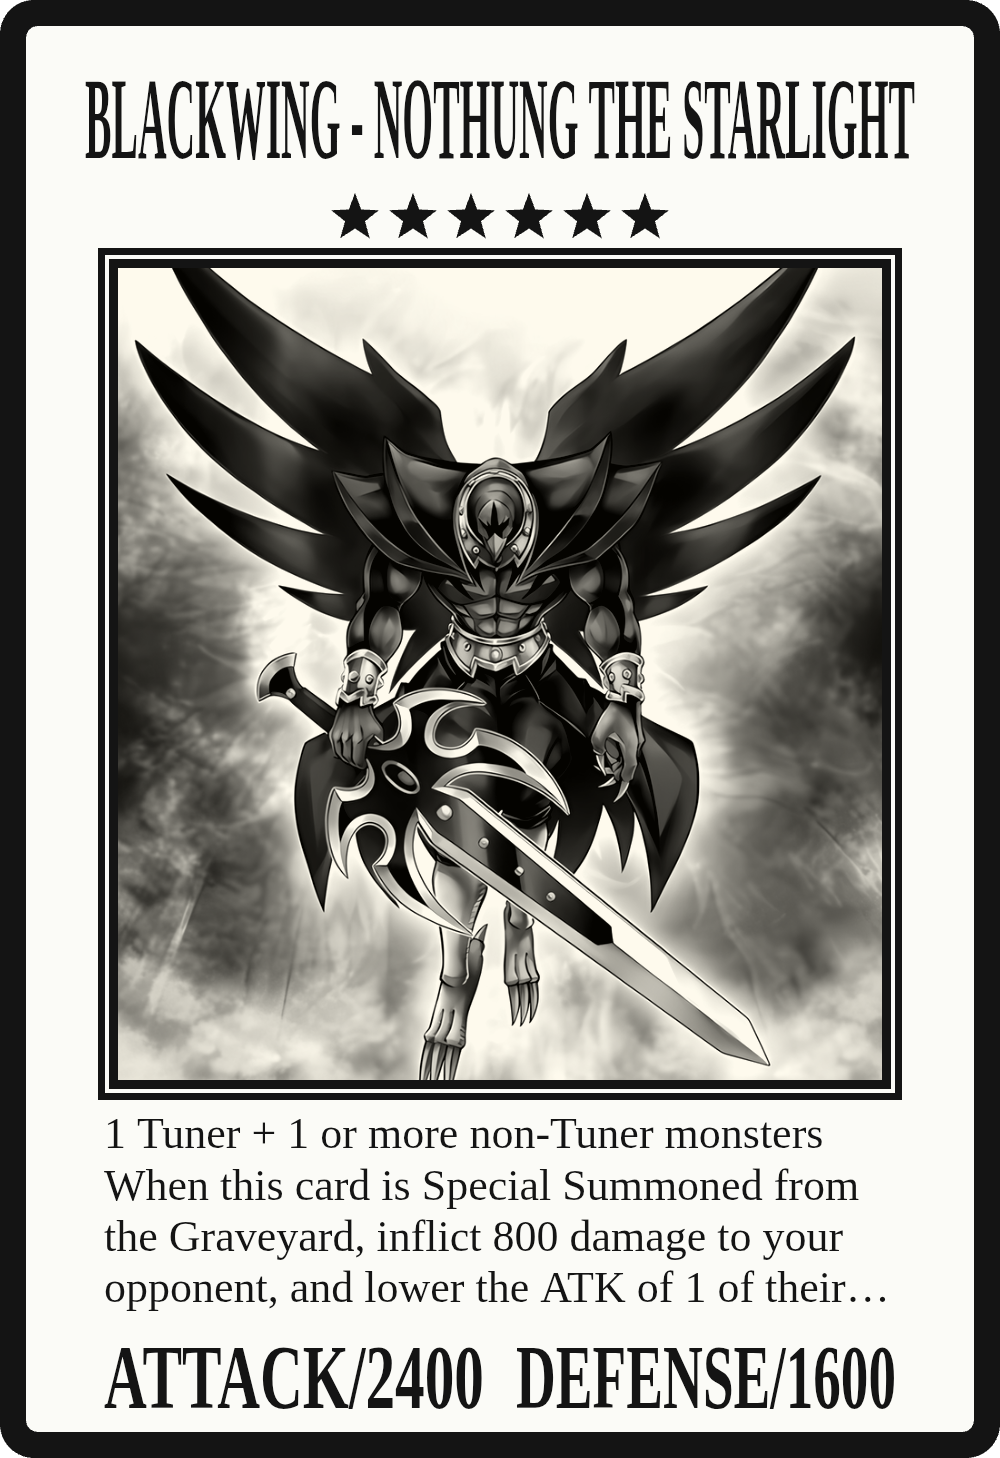 BLACKWING - NOTHUNG THE STARLIGHT
1 Tuner + 1 or more non-Tuner monsters
When this card is Special Summoned from
the Graveyard, inflict 800 damage to your
opponent, and lower the ATK of 1 of their…
ATTACK/2400 DEFENSE/1600